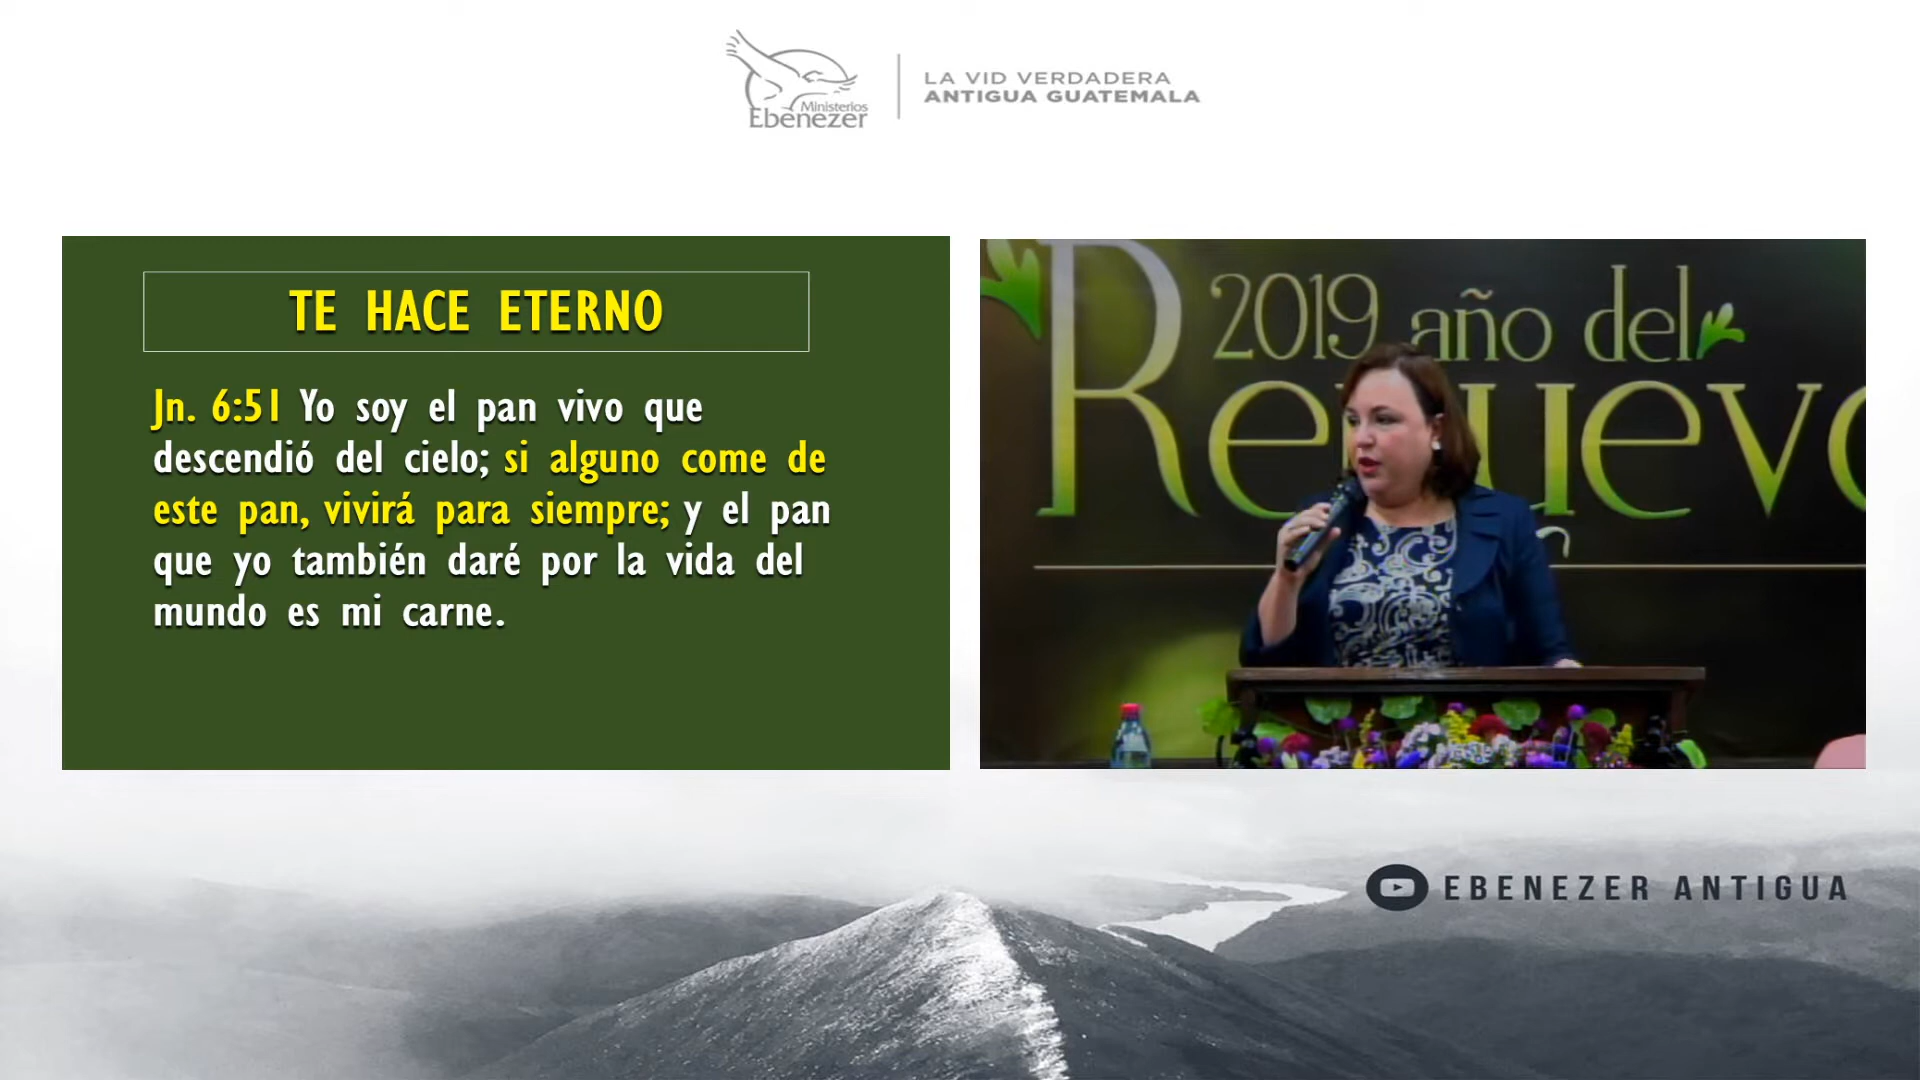 Ministerios
Ebenezer
LA VID VERDADERA
ANTIGUA GUATEMALA
TE HACE ETERNO
Jn. 6:51 Yo soy el pan vivo que
descendió del cielo; si alguno come de
este pan, vivirá para siempre; y el pan
que yo también daré por la vida del
mundo es mi carne.
2019 año del
EBENEZER ANTIGUA